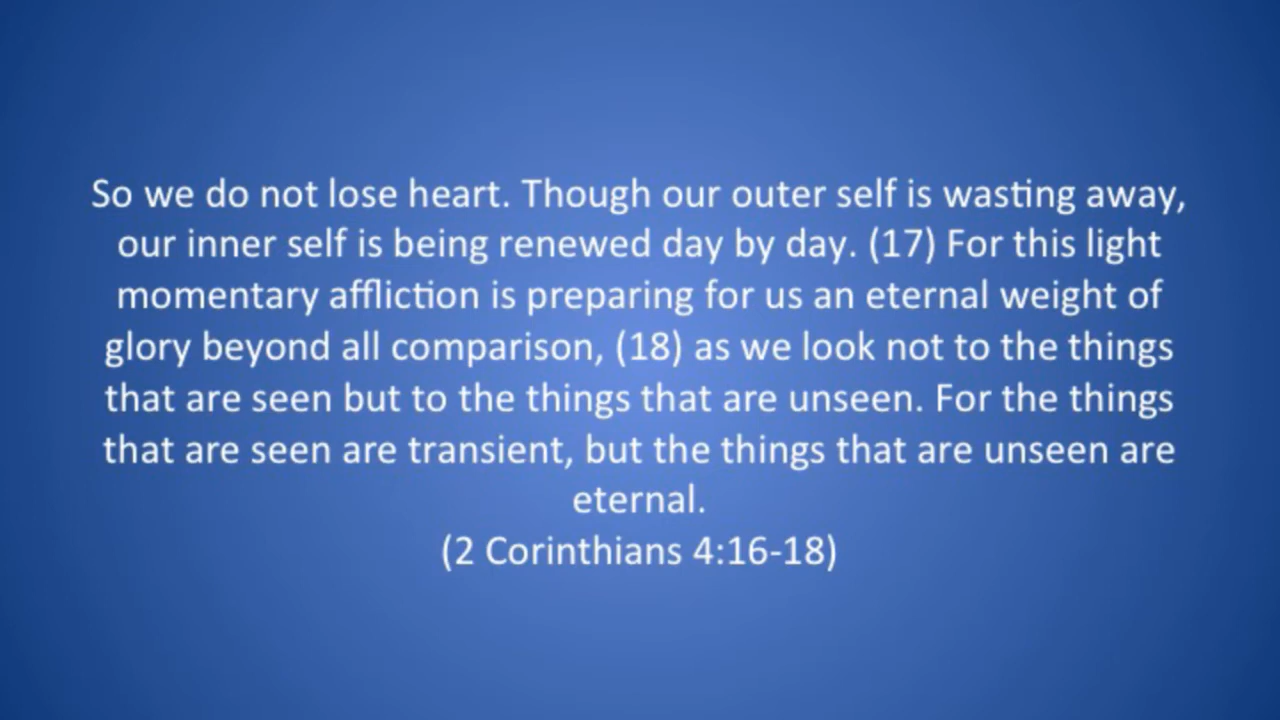 So we do not lose heart. Though our outer self is wasting away,
our inner self is being renewed day by day. (17) For this light
momentary affliction is preparing for us an eternal weight of
glory beyond all comparison, (18) as we look not to the things
that are seen but to the things that are unseen. For the things
that are seen are transient, but the things that are unseen are
eternal.
(2 Corinthians 4:16-18)